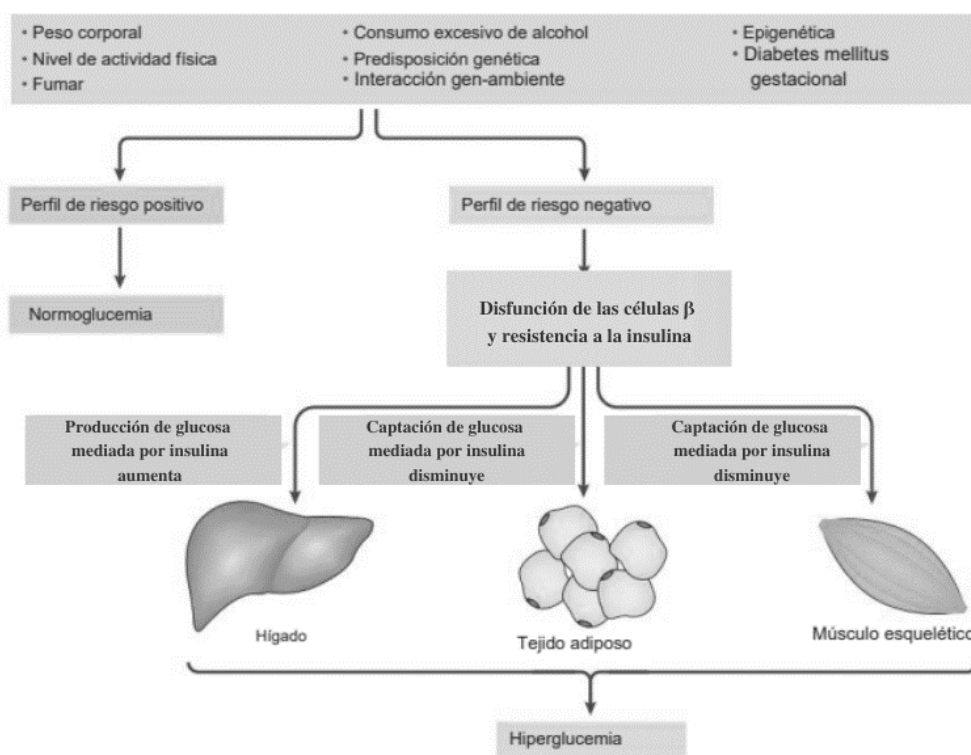 • Peso corporal
• Nivel de actividad física
• Fumar
• Consumo excesivo de alcohol
• Predisposición genética
• Interacción gen-ambiente
• Epigenética
• Diabetes mellitus
gestacional
Perfil de riesgo positivo
Perfil de riesgo negativo
Normoglucemia
Disfunción de las células β
y resistencia a la insulina
Producción de glucosa
mediada por insulina
aumenta
Captación de glucosa
mediada por insulina
disminuye
Captación de glucosa
mediada por insulina
disminuye
Hígado
Tejido adiposo
Músculo esquelético
Hiperglucemia